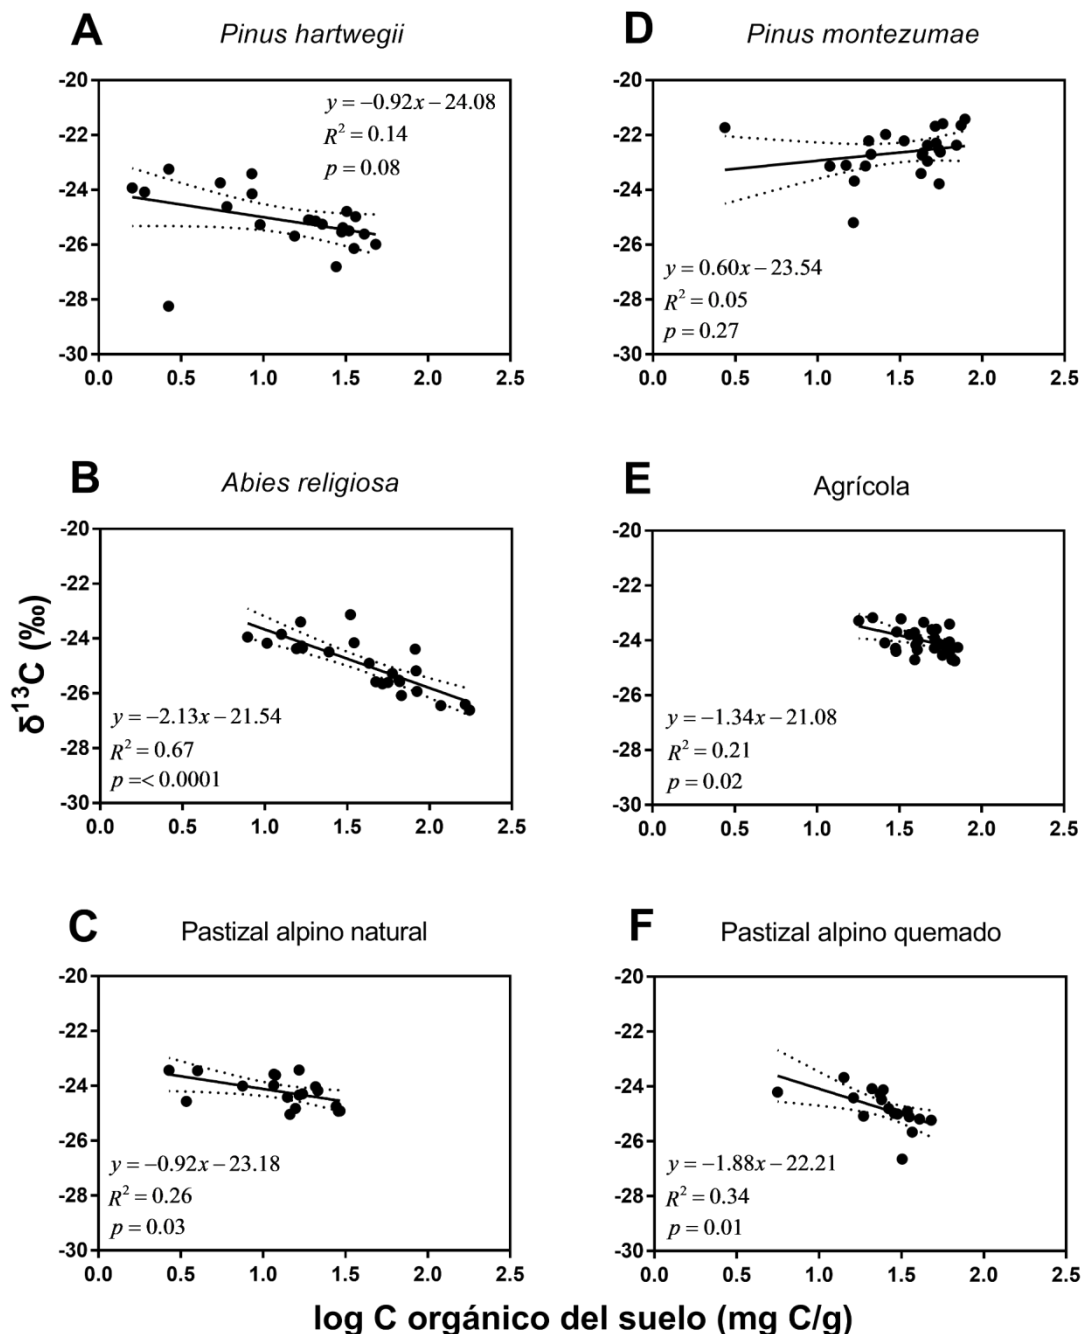 A
Pinus hartwegii
-20
-22
-24
-26
-28
-30
y = −0.92x − 24.08
R² = 0.14
p = 0.08
0.0 0.5 1.0 1.5 2.0 2.5
D
Pinus montezumae
-20
-22
-24
-26
-28
-30
y = 0.60x − 23.54
R² = 0.05
p = 0.27
0.0 0.5 1.0 1.5 2.0 2.5
B
Abies religiosa
-20
-22
-24
-26
-28
-30
y = −2.13x − 21.54
R² = 0.67
p =< 0.0001
0.0 0.5 1.0 1.5 2.0 2.5
E
Agrícola
-20
-22
-24
-26
-28
-30
y = −1.34x − 21.08
R² = 0.21
p = 0.02
0.0 0.5 1.0 1.5 2.0 2.5
δ¹³C (‰)
C
Pastizal alpino natural
-20
-22
-24
-26
-28
-30
y = −0.92x − 23.18
R² = 0.26
p = 0.03
0.0 0.5 1.0 1.5 2.0 2.5
F
Pastizal alpino quemado
-20
-22
-24
-26
-28
-30
y = −1.88x − 22.21
R² = 0.34
p = 0.01
0.0 0.5 1.0 1.5 2.0 2.5
log C orgánico del suelo (mg C/g)